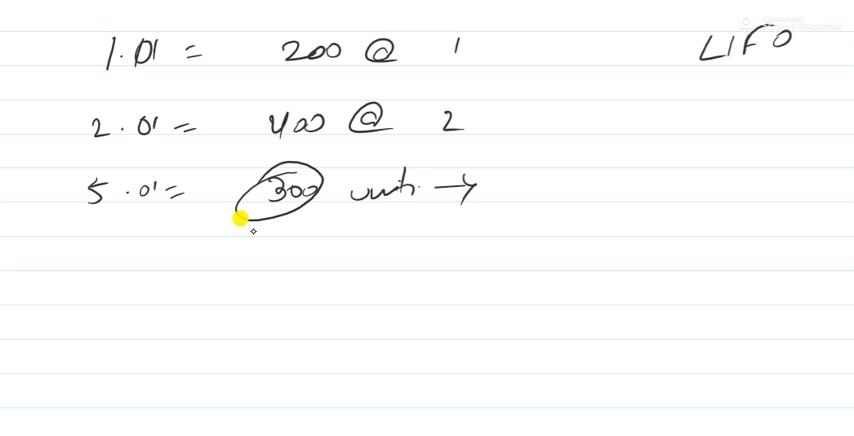 1.01 = 200 @ 1 LIFO
2.01 = 400 @ 2
5.01 = 300 units →